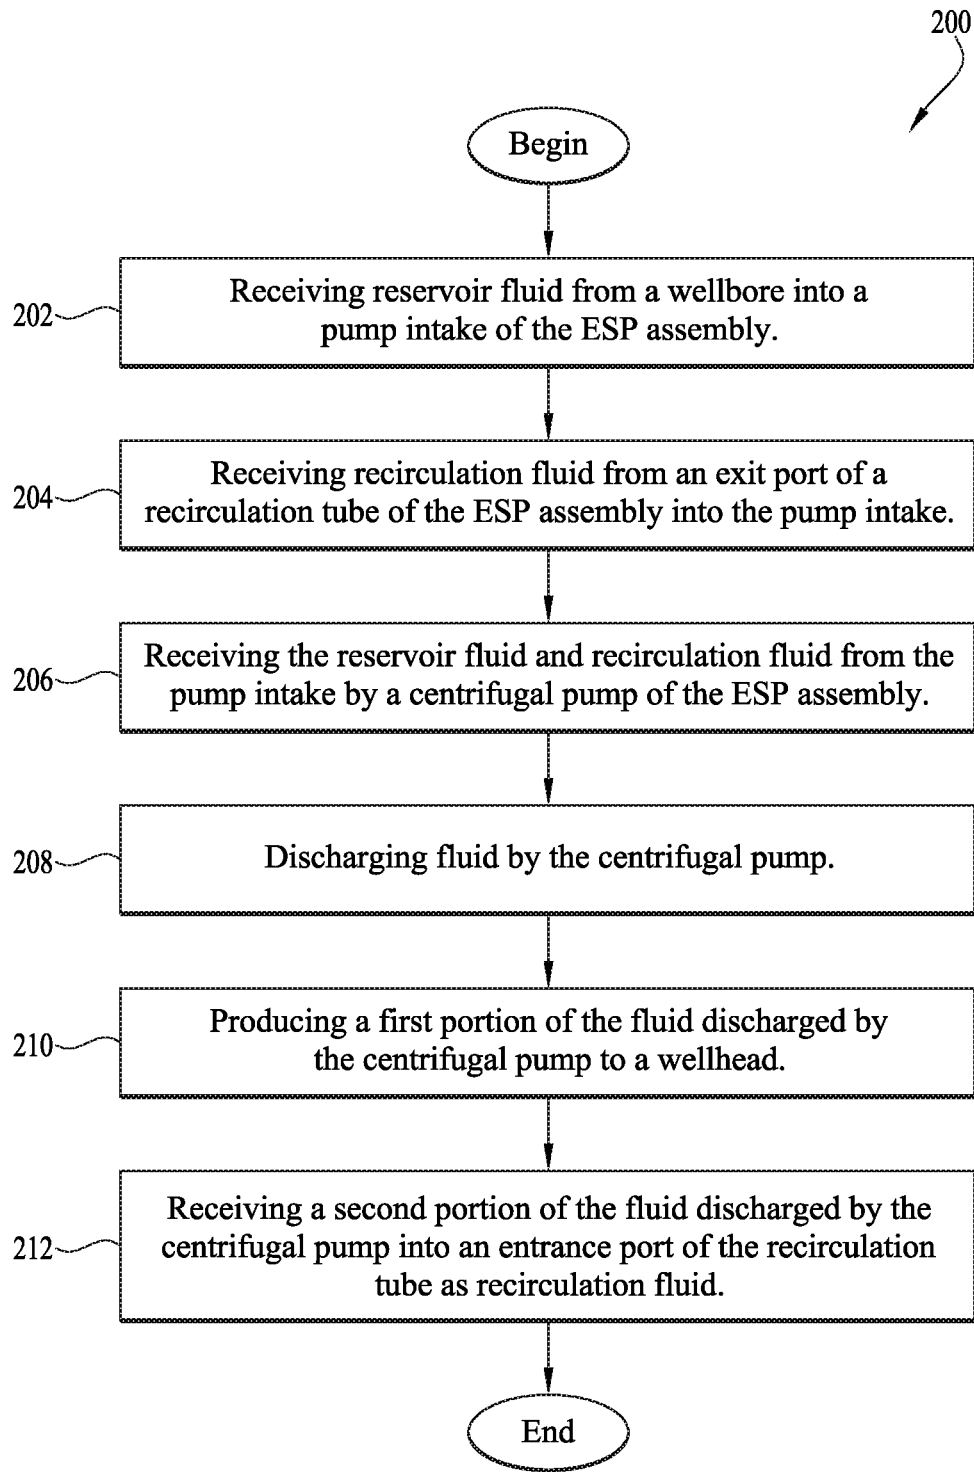 200
Begin
202
Receiving reservoir fluid from a wellbore into a
pump intake of the ESP assembly.
204
Receiving recirculation fluid from an exit port of a
recirculation tube of the ESP assembly into the pump intake.
206
Receiving the reservoir fluid and recirculation fluid from the
pump intake by a centrifugal pump of the ESP assembly.
208
Discharging fluid by the centrifugal pump.
210
Producing a first portion of the fluid discharged by
the centrifugal pump to a wellhead.
212
Receiving a second portion of the fluid discharged by the
centrifugal pump into an entrance port of the recirculation
tube as recirculation fluid.
End